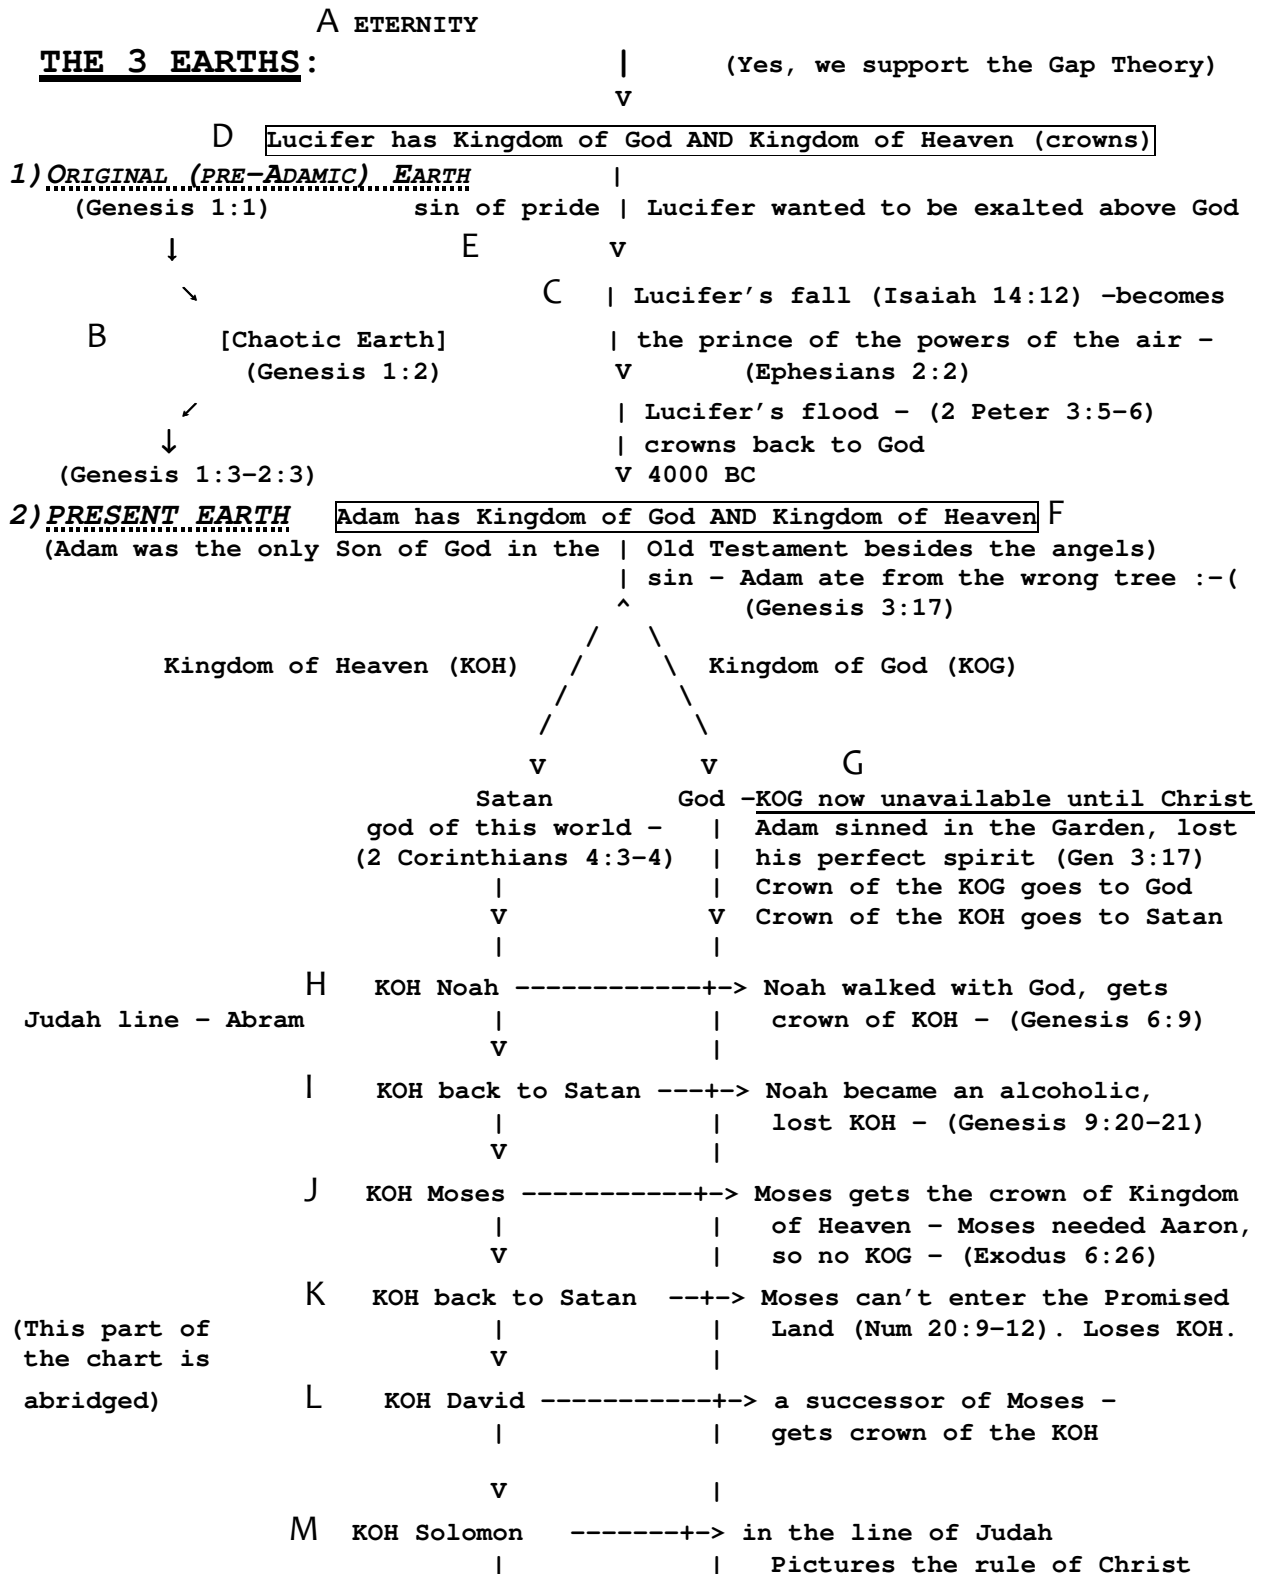 A ETERNITY
THE 3 EARTHS: | (Yes, we support the Gap Theory)
V
D Lucifer has Kingdom of God AND Kingdom of Heaven (crowns)
1) ORIGINAL (PRE-ADAMIC) EARTH |
(Genesis 1:1) sin of pride | Lucifer wanted to be exalted above God
↓ E V
↘ C | Lucifer's fall (Isaiah 14:12) -becomes
B [Chaotic Earth] | the prince of the powers of the air -
(Genesis 1:2) V (Ephesians 2:2)
↙ | Lucifer's flood - (2 Peter 3:5-6)
↓ | crowns back to God
(Genesis 1:3-2:3) V 4000 BC
2) PRESENT EARTH Adam has Kingdom of God AND Kingdom of Heaven F
(Adam was the only Son of God in the | Old Testament besides the angels)
| sin - Adam ate from the wrong tree :-(
^ (Genesis 3:17)
/ \
Kingdom of Heaven (KOH) / \ Kingdom of God (KOG)
/ \
/ \
V V G
Satan God -KOG now unavailable until Christ
god of this world - | Adam sinned in the Garden, lost
(2 Corinthians 4:3-4) | his perfect spirit (Gen 3:17)
| | Crown of the KOG goes to God
V V Crown of the KOH goes to Satan
| |
H KOH Noah ------------+-> Noah walked with God, gets
Judah line - Abram | | crown of KOH - (Genesis 6:9)
V |
I KOH back to Satan ---+-> Noah became an alcoholic,
| | lost KOH - (Genesis 9:20-21)
V |
J KOH Moses -----------+-> Moses gets the crown of Kingdom
| | of Heaven - Moses needed Aaron,
V | so no KOG - (Exodus 6:26)
K KOH back to Satan --+-> Moses can't enter the Promised
(This part of | | Land (Num 20:9-12). Loses KOH.
the chart is V |
abridged) L KOH David -----------+-> a successor of Moses -
| | gets crown of the KOH
V |
M KOH Solomon -------+-> in the line of Judah
| | Pictures the rule of Christ